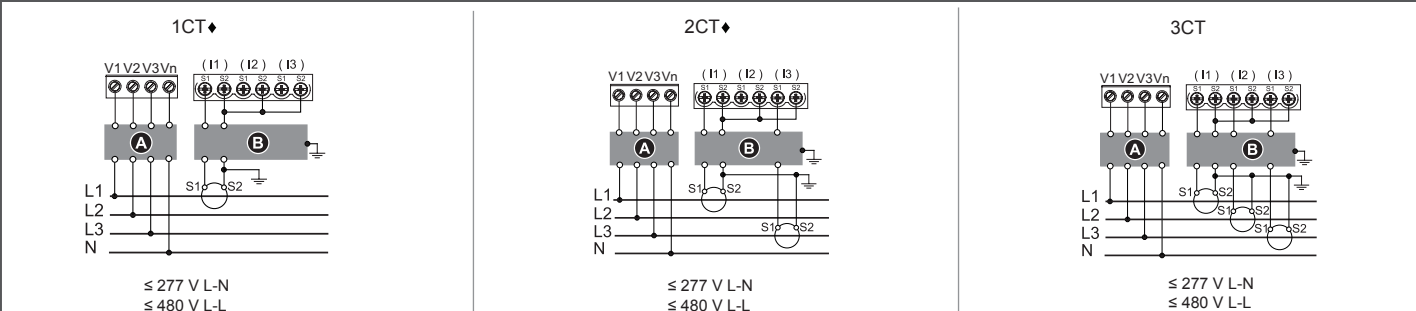 1CT♦
V1 V2 V3 Vn
( I1 ) ( I2 ) ( I3 )
S1 S2 S1 S2 S1 S2
A
B
S1 S2
L1
L2
L3
N
≤ 277 V L-N
≤ 480 V L-L
2CT♦
V1 V2 V3 Vn
( I1 ) ( I2 ) ( I3 )
S1 S2 S1 S2 S1 S2
A
B
S1 S2
L1
L2
S1 S2
L3
N
≤ 277 V L-N
≤ 480 V L-L
3CT
V1 V2 V3 Vn
( I1 ) ( I2 ) ( I3 )
S1 S2 S1 S2 S1 S2
A
B
S1 S2
L1
S1 S2
L2
S1 S2
L3
N
≤ 277 V L-N
≤ 480 V L-L